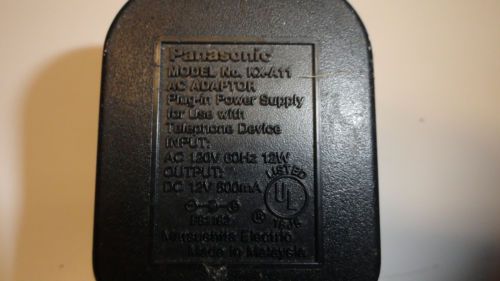 Panasonic
MODEL No. KX-A11
AC ADAPTOR
Plug-in Power Supply
for Use with
Telephone Device
INPUT:
AC 120V 60Hz 12W
OUTPUT:
DC 12V 500mA
LISTED
UL
®
Matsushita Electric
Made in Malaysia